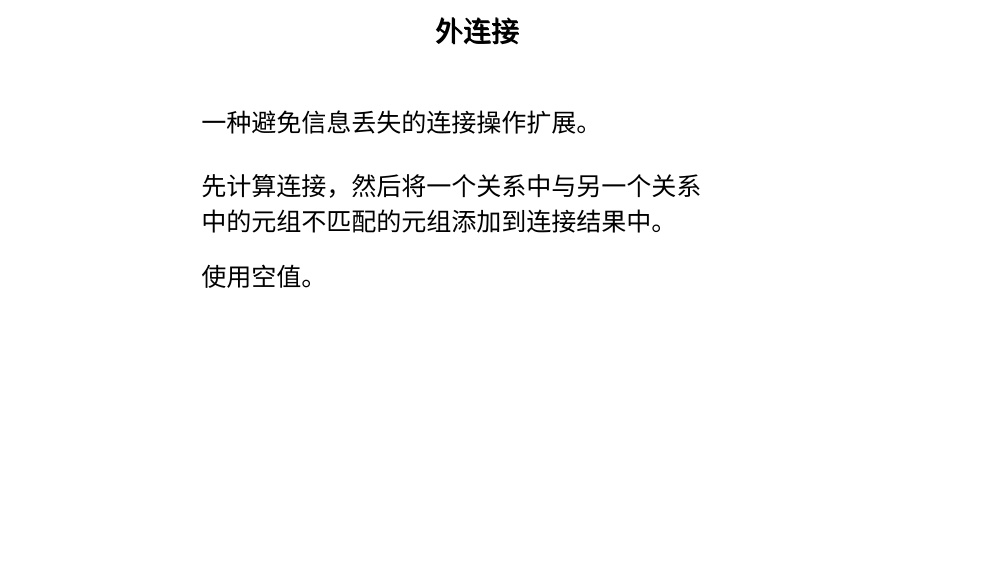 外连接
一种避免信息丢失的连接操作扩展。
先计算连接，然后将一个关系中与另一个关系
中的元组不匹配的元组添加到连接结果中。
使用空值。